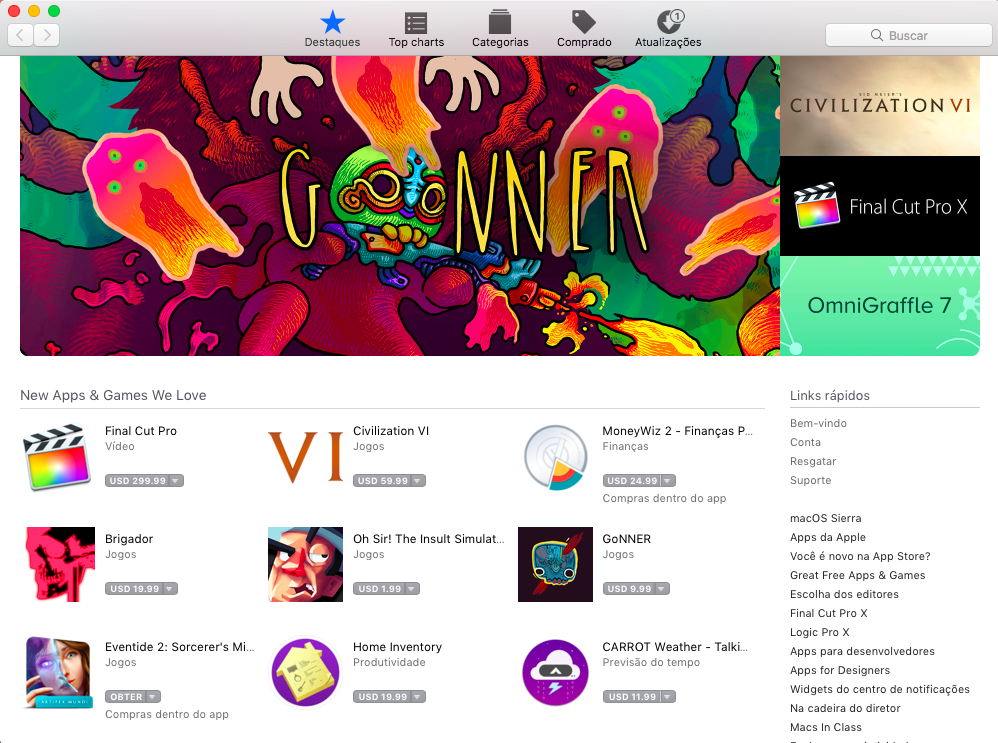 Destaques
Top charts
Categorias
Comprado
1
Atualizações
Buscar
GoNNER
SID MEIER'S
CIVILIZATION VI
Final Cut Pro X
OmniGraffle 7
New Apps & Games We Love
Final Cut Pro
Vídeo
USD 299.99
VI
Civilization VI
Jogos
USD 59.99
MoneyWiz 2 - Finanças P...
Finanças
USD 24.99
Compras dentro do app
Brigador
Jogos
USD 19.99
Oh Sir! The Insult Simulat...
Jogos
USD 1.99
GoNNER
Jogos
USD 9.99
ARTIFEX MUNDI
Eventide 2: Sorcerer's Mi...
Jogos
OBTER
Compras dentro do app
Home Inventory
Produtividade
USD 19.99
CARROT Weather - Talki...
Previsão do tempo
USD 11.99
Links rápidos
Bem-vindo
Conta
Resgatar
Suporte
macOS Sierra
Apps da Apple
Você é novo na App Store?
Great Free Apps & Games
Escolha dos editores
Final Cut Pro X
Logic Pro X
Apps para desenvolvedores
Apps for Designers
Widgets do centro de notificações
Na cadeira do diretor
Macs In Class